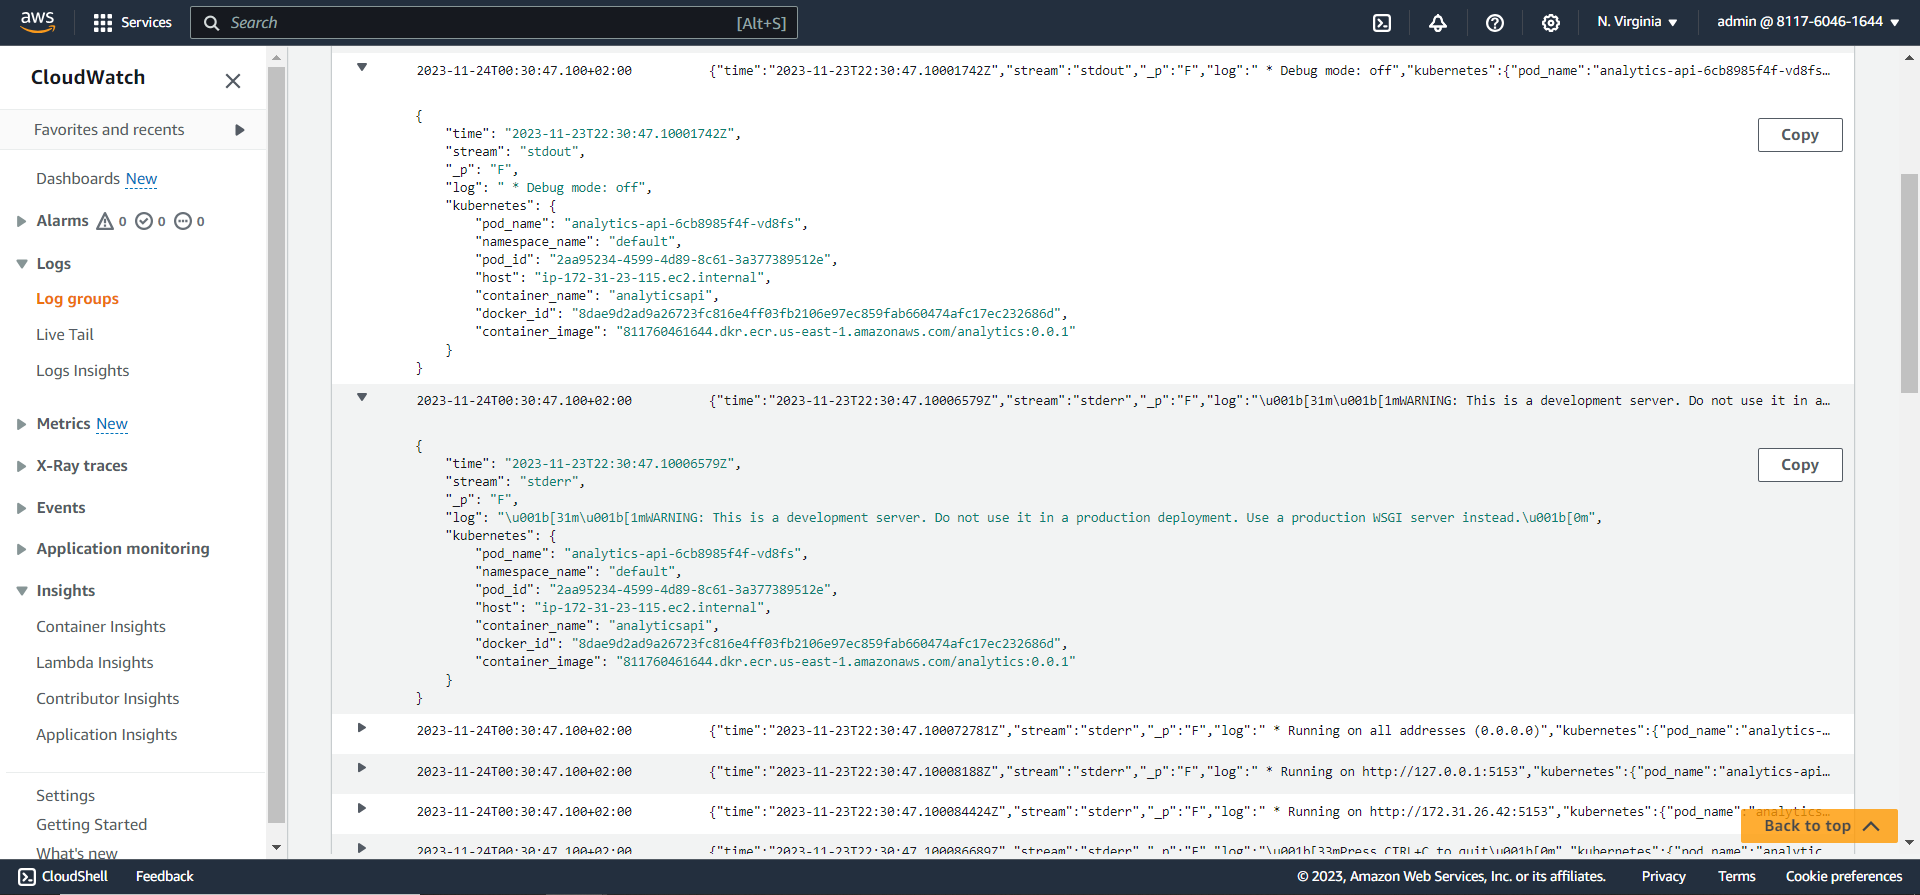 aws
Services
Search
[Alt+S]
N. Virginia
admin @ 8117-6046-1644
CloudWatch
Favorites and recents
Dashboards New
Alarms 0 0 0
Logs
Log groups
Live Tail
Logs Insights
Metrics New
X-Ray traces
Events
Application monitoring
Insights
Container Insights
Lambda Insights
Contributor Insights
Application Insights
Settings
Getting Started
What's new
2023-11-24T00:30:47.100+02:00 {"time":"2023-11-23T22:30:47.10001742Z","stream":"stdout","_p":"F","log":" * Debug mode: off","kubernetes":{"pod_name":"analytics-api-6cb8985f4f-vd8fs…
{
"time": "2023-11-23T22:30:47.10001742Z",
"stream": "stdout",
"_p": "F",
"log": " * Debug mode: off",
"kubernetes": {
"pod_name": "analytics-api-6cb8985f4f-vd8fs",
"namespace_name": "default",
"pod_id": "2aa95234-4599-4d89-8c61-3a377389512e",
"host": "ip-172-31-23-115.ec2.internal",
"container_name": "analyticsapi",
"docker_id": "8dae9d2ad9a26723fc816e4ff03fb2106e97ec859fab660474afc17ec232686d",
"container_image": "811760461644.dkr.ecr.us-east-1.amazonaws.com/analytics:0.0.1"
}
}
Copy
2023-11-24T00:30:47.100+02:00 {"time":"2023-11-23T22:30:47.10006579Z","stream":"stderr","_p":"F","log":"\u001b[31m\u001b[1mWARNING: This is a development server. Do not use it in a…
{
"time": "2023-11-23T22:30:47.10006579Z",
"stream": "stderr",
"_p": "F",
"log": "\u001b[31m\u001b[1mWARNING: This is a development server. Do not use it in a production deployment. Use a production WSGI server instead.\u001b[0m",
"kubernetes": {
"pod_name": "analytics-api-6cb8985f4f-vd8fs",
"namespace_name": "default",
"pod_id": "2aa95234-4599-4d89-8c61-3a377389512e",
"host": "ip-172-31-23-115.ec2.internal",
"container_name": "analyticsapi",
"docker_id": "8dae9d2ad9a26723fc816e4ff03fb2106e97ec859fab660474afc17ec232686d",
"container_image": "811760461644.dkr.ecr.us-east-1.amazonaws.com/analytics:0.0.1"
}
}
Copy
2023-11-24T00:30:47.100+02:00 {"time":"2023-11-23T22:30:47.100072781Z","stream":"stderr","_p":"F","log":" * Running on all addresses (0.0.0.0)","kubernetes":{"pod_name":"analytics-…
2023-11-24T00:30:47.100+02:00 {"time":"2023-11-23T22:30:47.10008188Z","stream":"stderr","_p":"F","log":" * Running on http://127.0.0.1:5153","kubernetes":{"pod_name":"analytics-api…
2023-11-24T00:30:47.100+02:00 {"time":"2023-11-23T22:30:47.100084424Z","stream":"stderr","_p":"F","log":" * Running on http://172.31.26.42:5153","kubernetes":{"pod_name":"analytics…
Back to top
2023-11-24T00:30:47.100+02:00 {"time":"2023-11-23T22:30:47.100086689Z","stream":"stderr","_p":"F","log":"\u001b[33mPress CTRL+C to quit\u001b[0m","kubernetes":{"pod_name":"analytic…
CloudShell
Feedback
© 2023, Amazon Web Services, Inc. or its affiliates.
Privacy
Terms
Cookie preferences